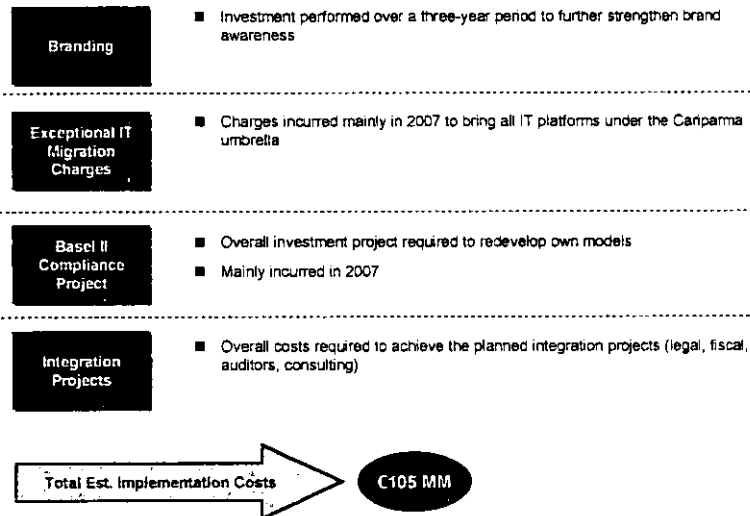 Branding
■ Investment performed over a three-year period to further strengthen brand
awareness
Exceptional IT
Migration
Charges
■ Charges incurred mainly in 2007 to bring all IT platforms under the Cariparma
umbrella
Basel II
Compliance
Project
■ Overall investment project required to redevelop own models
■ Mainly incurred in 2007
Integration
Projects
■ Overall costs required to achieve the planned integration projects (legal, fiscal,
auditors, consulting)
Total Est. Implementation Costs
C105 MM